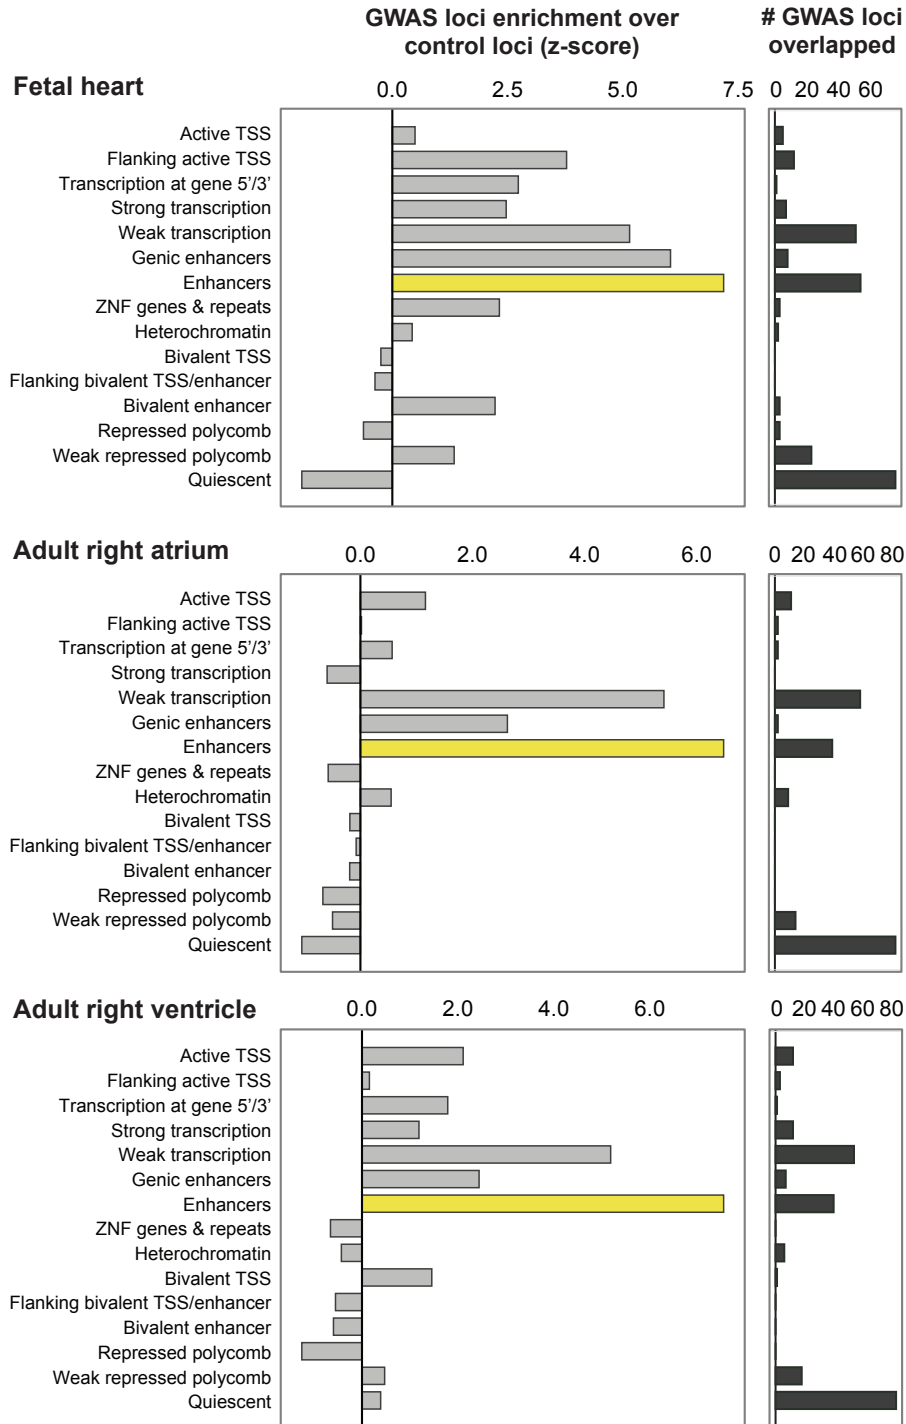 GWAS loci enrichment over
control loci (z-score)
# GWAS loci
overlapped
Fetal heart
0.0 2.5 5.0 7.5
0 20 40 60
Active TSS
Flanking active TSS
Transcription at gene 5’/3’
Strong transcription
Weak transcription
Genic enhancers
Enhancers
ZNF genes & repeats
Heterochromatin
Bivalent TSS
Flanking bivalent TSS/enhancer
Bivalent enhancer
Repressed polycomb
Weak repressed polycomb
Quiescent
Adult right atrium
0.0 2.0 4.0 6.0
0 20 40 60 80
Active TSS
Flanking active TSS
Transcription at gene 5’/3’
Strong transcription
Weak transcription
Genic enhancers
Enhancers
ZNF genes & repeats
Heterochromatin
Bivalent TSS
Flanking bivalent TSS/enhancer
Bivalent enhancer
Repressed polycomb
Weak repressed polycomb
Quiescent
Adult right ventricle
0.0 2.0 4.0 6.0
0 20 40 60 80
Active TSS
Flanking active TSS
Transcription at gene 5’/3’
Strong transcription
Weak transcription
Genic enhancers
Enhancers
ZNF genes & repeats
Heterochromatin
Bivalent TSS
Flanking bivalent TSS/enhancer
Bivalent enhancer
Repressed polycomb
Weak repressed polycomb
Quiescent